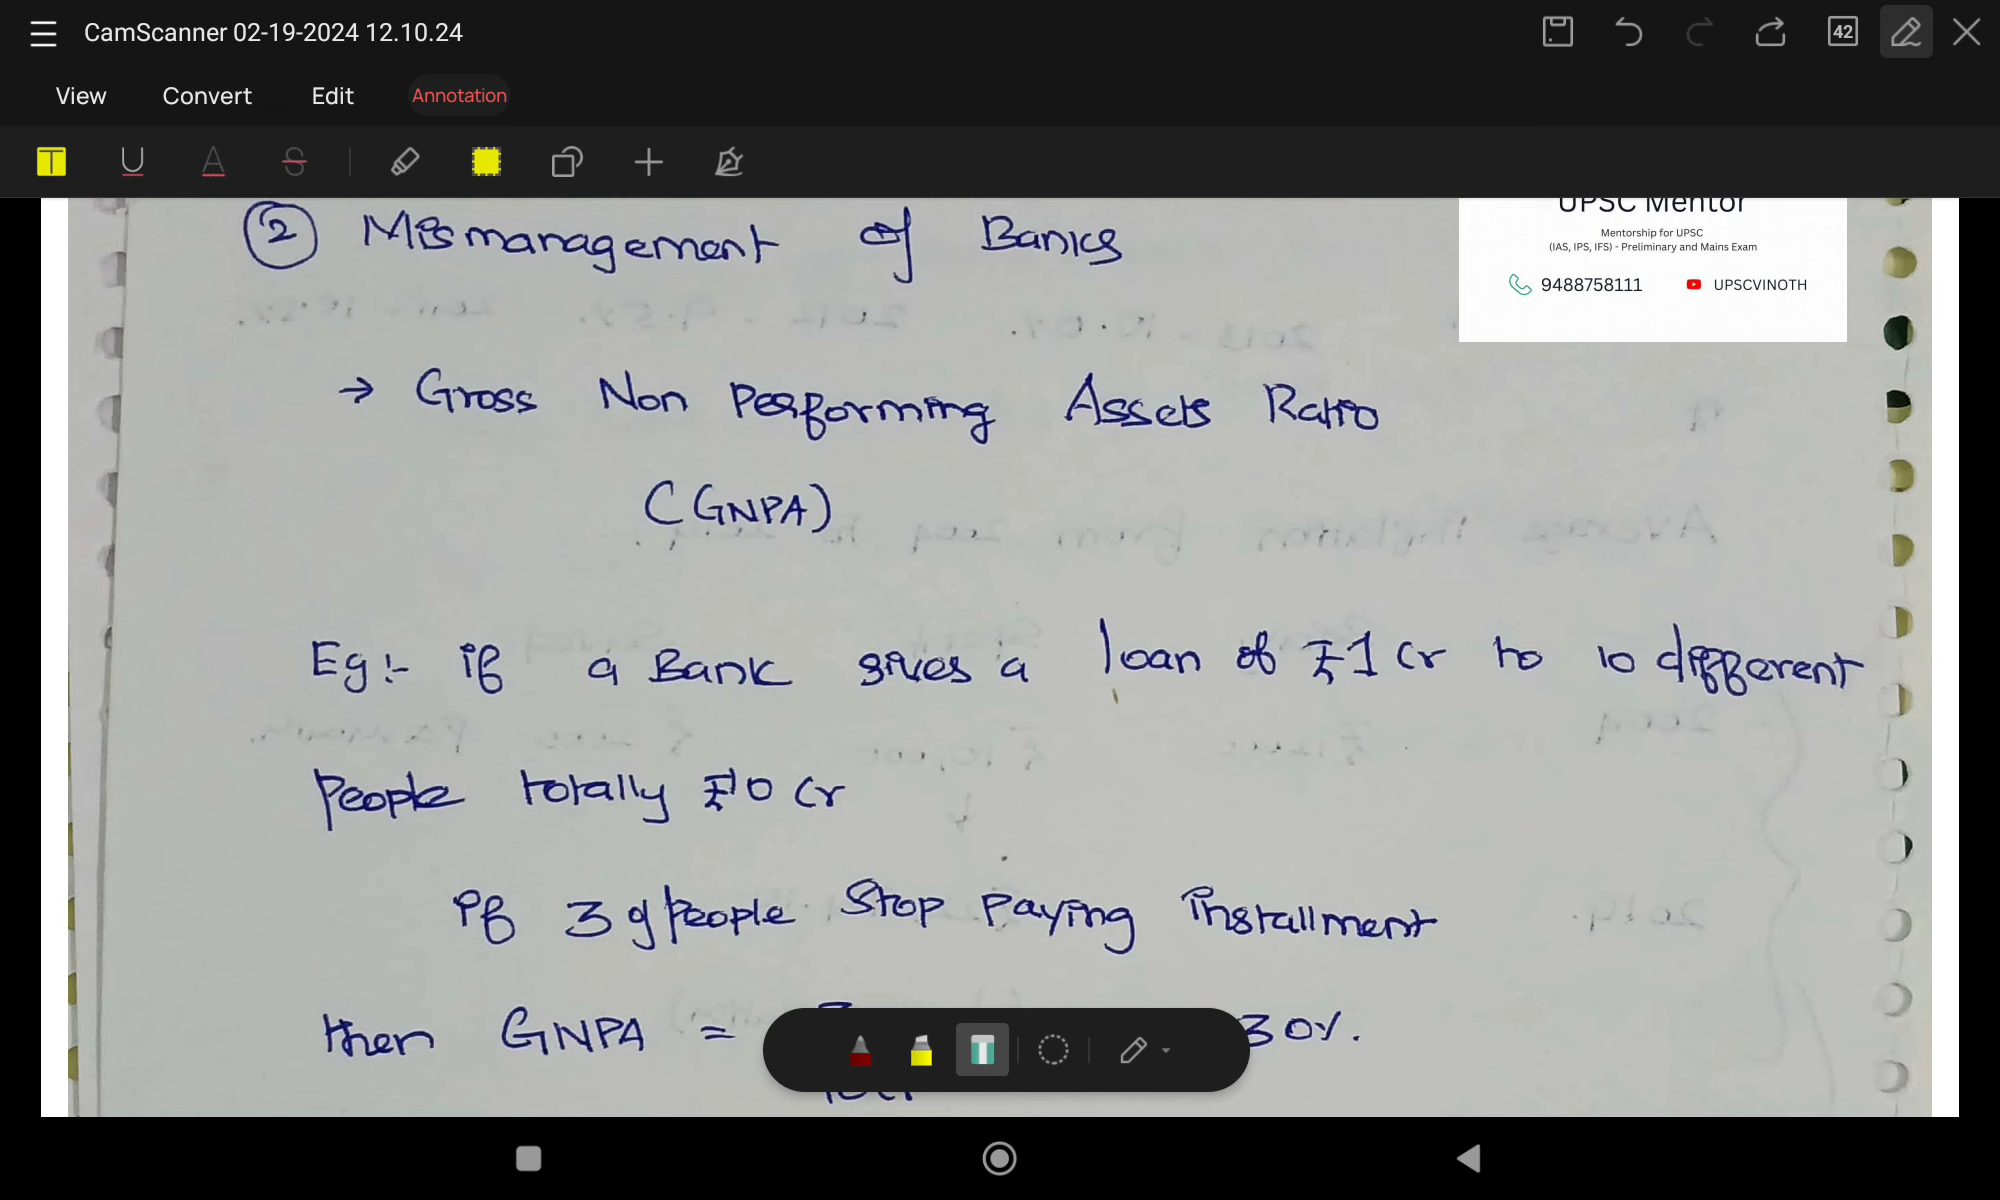 CamScanner 02-19-2024 12.10.24
42
View Convert Edit Annotation
UPSC Mentor
Mentorship for UPSC
(IAS, IPS, IFS) - Preliminary and Mains Exam
9488758111 UPSCVINOTH
② Mismanagement of Banks
→ Gross Non Performing Assets Ratio
(GNPA)
Eg:- if a Bank gives a loan of ₹1 Cr to 10 different
People totally ₹10 Cr
if 3 people stop paying installment
then GNPA = 30%.